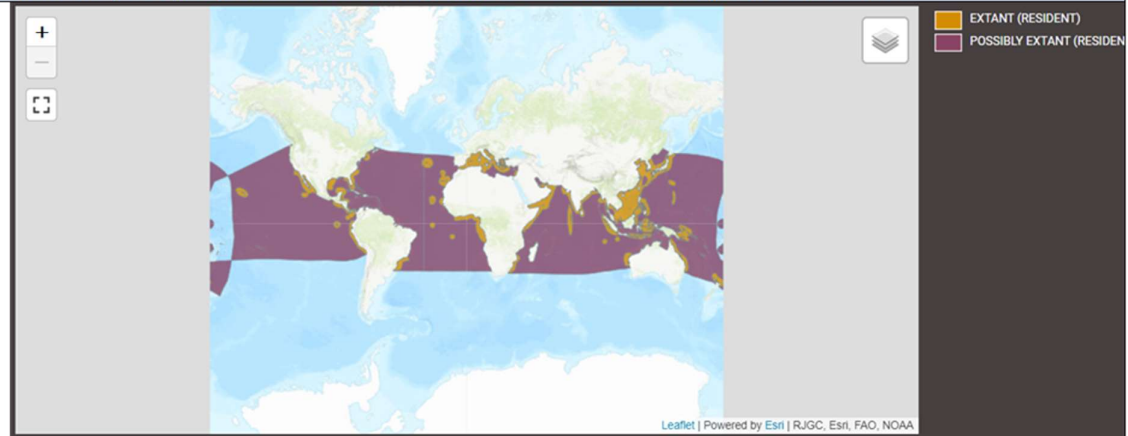 +
EXTANT (RESIDENT)
−
POSSIBLY EXTANT (RESIDEN
Leaflet | Powered by Esri | RJGC, Esri, FAO, NOAA